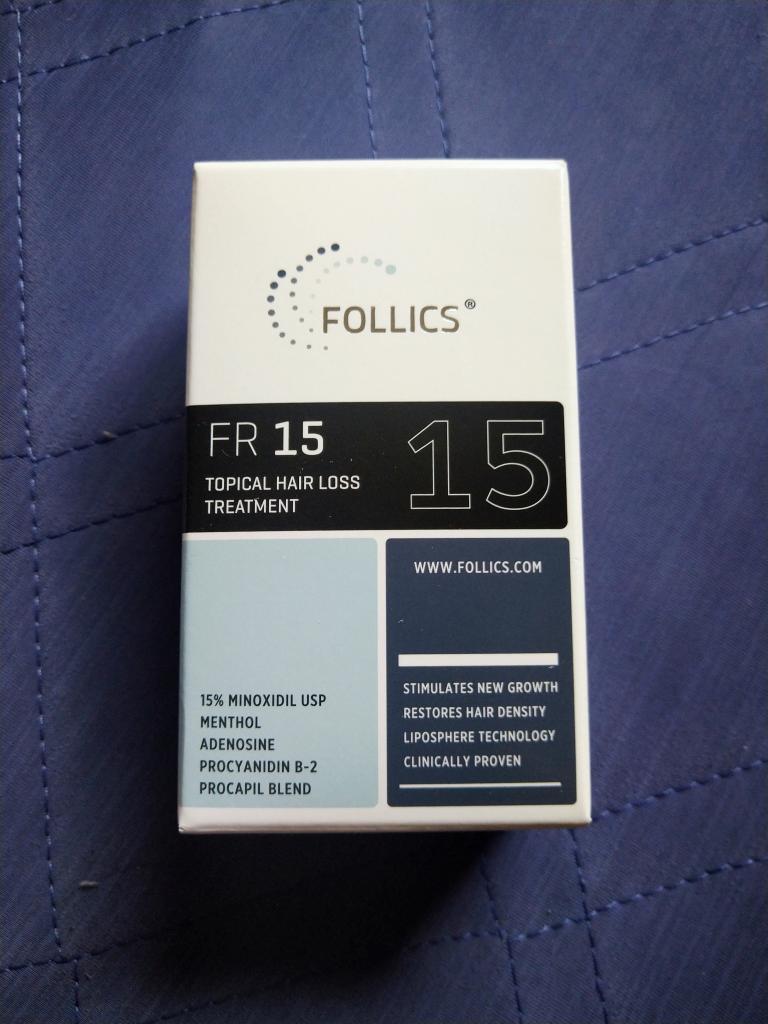 FOLLICS®
FR 15
15
TOPICAL HAIR LOSS
TREATMENT
WWW.FOLLICS.COM
15% MINOXIDIL USP
MENTHOL
ADENOSINE
PROCYANIDIN B-2
PROCAPIL BLEND
STIMULATES NEW GROWTH
RESTORES HAIR DENSITY
LIPOSPHERE TECHNOLOGY
CLINICALLY PROVEN